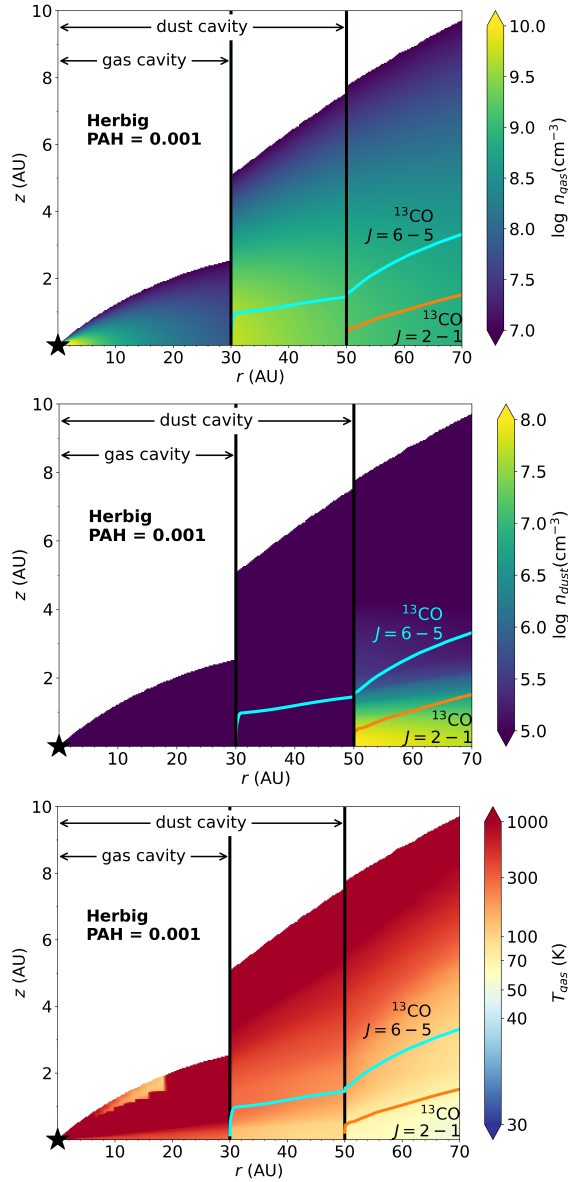 10
8
6
4
2
z (AU)
dust cavity
gas cavity
Herbig
PAH = 0.001
¹³CO
J = 6 − 5
¹³CO
J = 2 − 1
10 20 30 40 50 60 70
r (AU)
10.0
9.5
9.0
8.5
8.0
7.5
7.0
log n_gas(cm⁻³)
10
8
6
4
2
z (AU)
dust cavity
gas cavity
Herbig
PAH = 0.001
¹³CO
J = 6 − 5
¹³CO
J = 2 − 1
10 20 30 40 50 60 70
r (AU)
8.0
7.5
7.0
6.5
6.0
5.5
5.0
log n_dust(cm⁻³)
10
8
6
4
2
z (AU)
dust cavity
gas cavity
Herbig
PAH = 0.001
¹³CO
J = 6 − 5
¹³CO
J = 2 − 1
10 20 30 40 50 60 70
r (AU)
1000
300
100
70
50
40
30
T_gas (K)